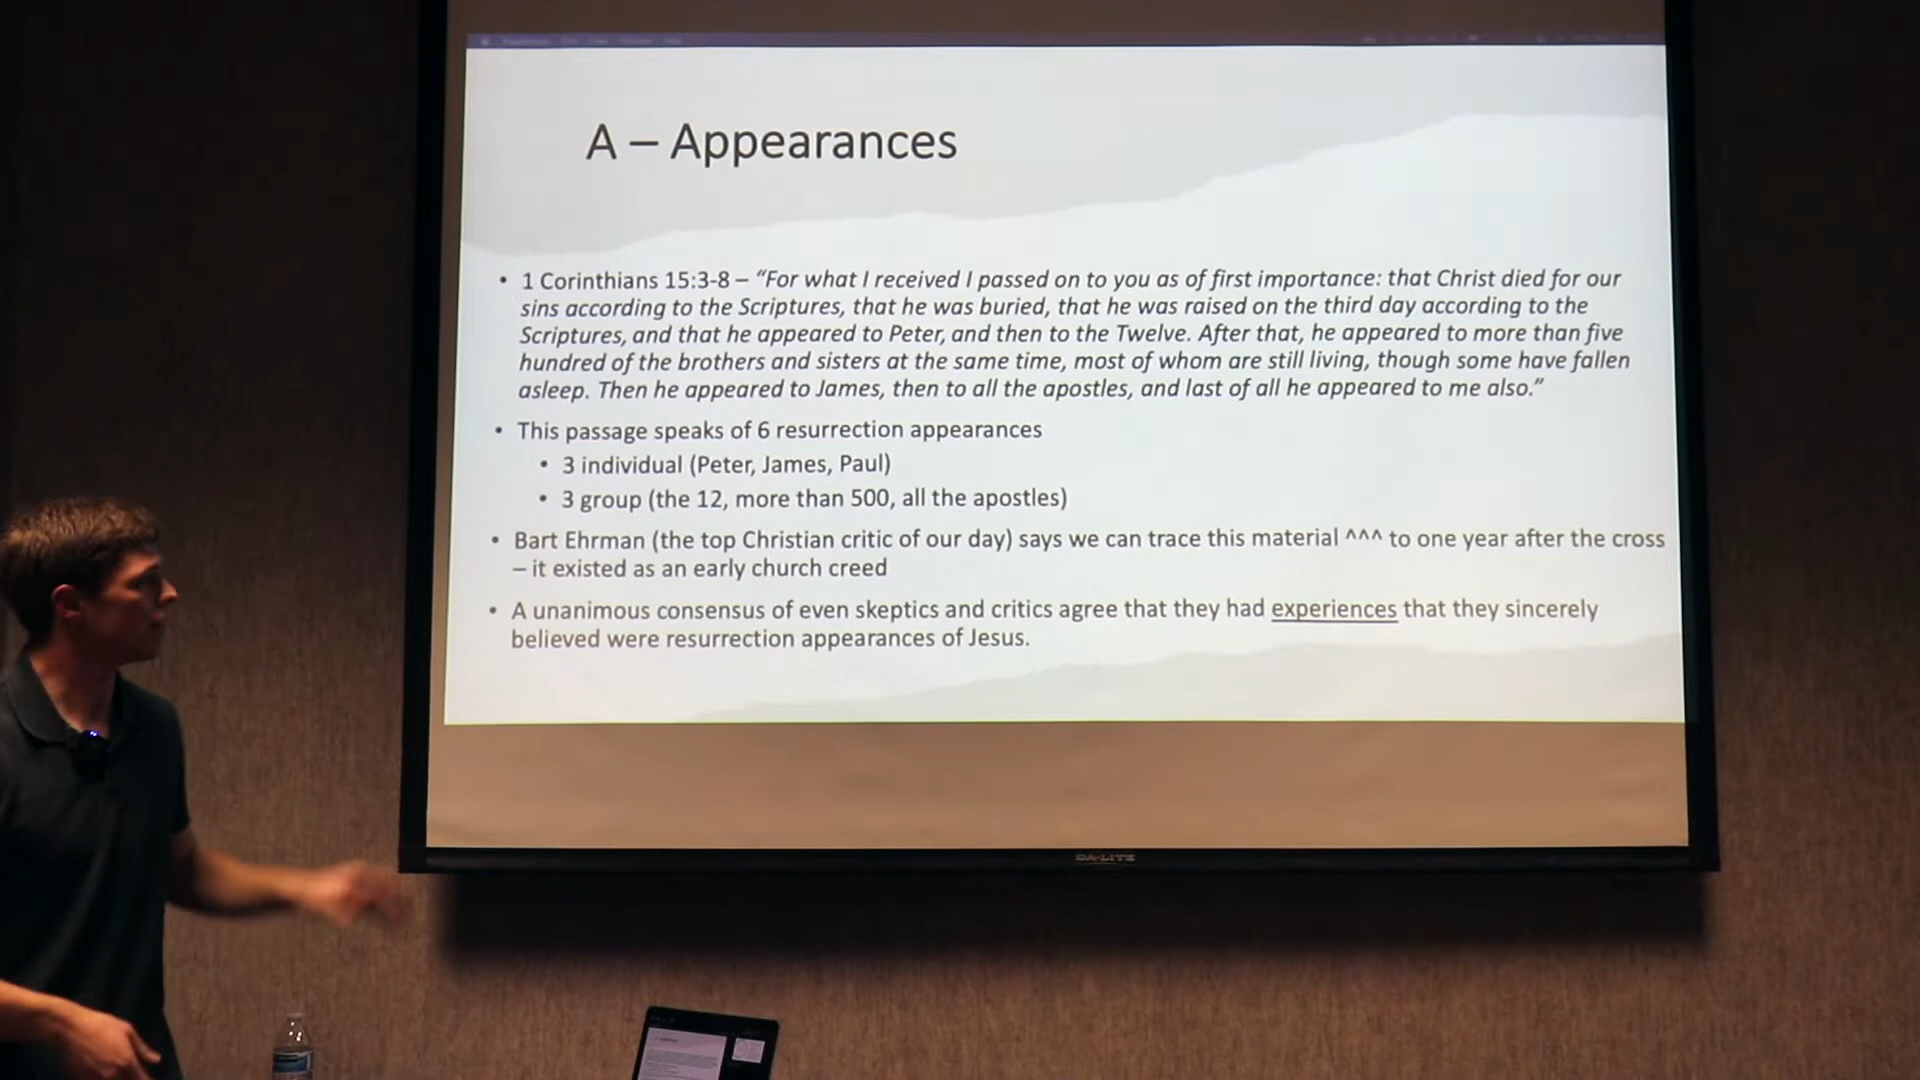 A – Appearances
• 1 Corinthians 15:3-8 – “For what I received I passed on to you as of first importance: that Christ died for our
sins according to the Scriptures, that he was buried, that he was raised on the third day according to the
Scriptures, and that he appeared to Peter, and then to the Twelve. After that, he appeared to more than five
hundred of the brothers and sisters at the same time, most of whom are still living, though some have fallen
asleep. Then he appeared to James, then to all the apostles, and last of all he appeared to me also.”
• This passage speaks of 6 resurrection appearances
• 3 individual (Peter, James, Paul)
• 3 group (the 12, more than 500, all the apostles)
• Bart Ehrman (the top Christian critic of our day) says we can trace this material ^^^ to one year after the cross
– it existed as an early church creed
• A unanimous consensus of even skeptics and critics agree that they had experiences that they sincerely
believed were resurrection appearances of Jesus.
DA-LITE